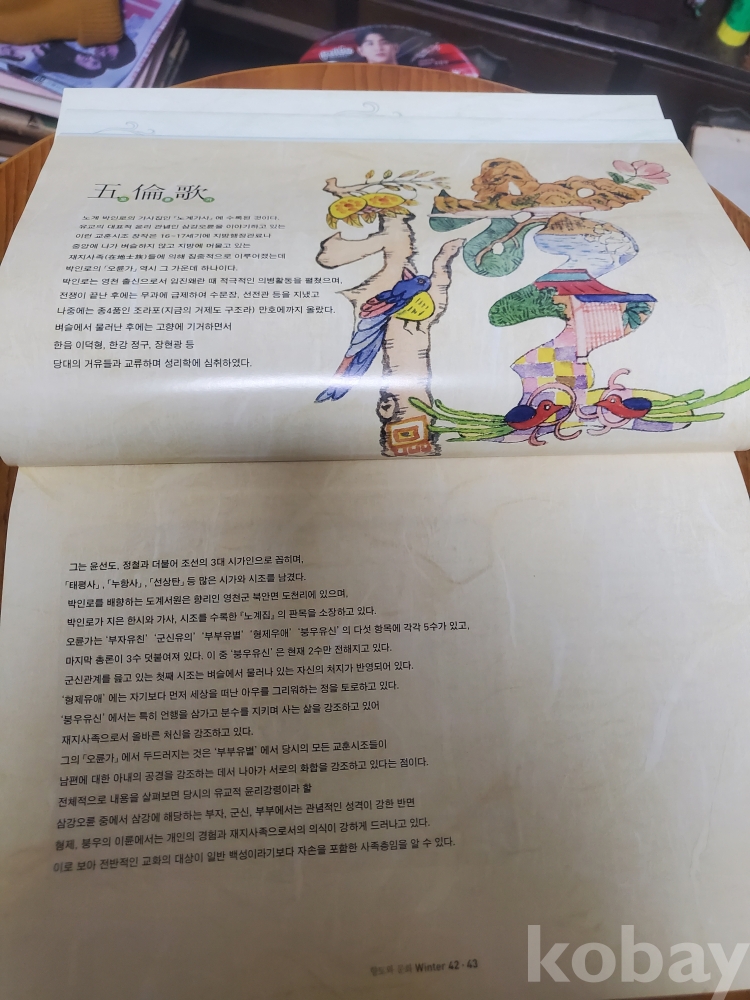 五倫歌
노계 박인로의 가사집인 『노계가사』에 수록된 것이다.
유교의 대표적 윤리 관념인 삼강오륜을 이야기하고 있는
이런 교훈시조 창작은 16~17세기에 지방행정관료나
중앙에 나가 벼슬하지 않고 지방에 머물고 있는
재지사족(在地士族)들에 의해 집중적으로 이루어졌는데
박인로의 「오륜가」 역시 그 가운데 하나이다.
박인로는 영천 출신으로서 임진왜란 때 적극적인 의병활동을 펼쳤으며,
전쟁이 끝난 후에는 무과에 급제하여 수문장, 선전관 등을 지냈고
나중에는 종4품인 조라포(지금의 거제도 구조라) 만호에까지 올랐다.
벼슬에서 물러난 후에는 고향에 기거하면서
한음 이덕형, 한강 정구, 장현광 등
당대의 거유들과 교류하며 성리학에 심취하였다.
그는 윤선도, 정철과 더불어 조선의 3대 시가인으로 꼽히며,
「태평사」, 「누항사」, 「선상탄」 등 많은 시가와 시조를 남겼다.
박인로를 배향하는 도계서원은 향리인 영천군 북안면 도천리에 있으며,
박인로가 지은 한시와 가사, 시조를 수록한 『노계집』의 판목을 소장하고 있다.
오륜가는 '부자유친' '군신유의' '부부유별' '형제우애' '붕우유신'의 다섯 항목에 각각 5수가 있고,
마지막 총론이 3수 덧붙여져 있다. 이 중 '붕우유신'은 현재 2수만 전해지고 있다.
군신관계를 읊고 있는 첫째 시조는 벼슬에서 물러나 있는 자신의 처지가 반영되어 있다.
'형제유애'에는 자기보다 먼저 세상을 떠난 아우를 그리워하는 정을 토로하고 있다.
'붕우유신'에서는 특히 언행을 삼가고 분수를 지키며 사는 삶을 강조하고 있어
재지사족으로서 올바른 처신을 강조하고 있다.
그의 「오륜가」에서 두드러지는 것은 '부부유별'에서 당시의 모든 교훈시조들이
남편에 대한 아내의 공경을 강조하는 데서 나아가 서로의 화합을 강조하고 있다는 점이다.
전체적으로 내용을 살펴보면 당시의 유교적 윤리강령이라 할
삼강오륜 중에서 삼강에 해당하는 부자, 군신, 부부에서는 관념적인 성격이 강한 반면
형제, 붕우의 이륜에서는 개인의 경험과 재지사족으로서의 의식이 강하게 드러나고 있다.
이로 보아 전반적인 교화의 대상이 일반 백성이라기보다 자손을 포함한 사족층임을 알 수 있다.
향토와 문화 Winter 42·43
kobay